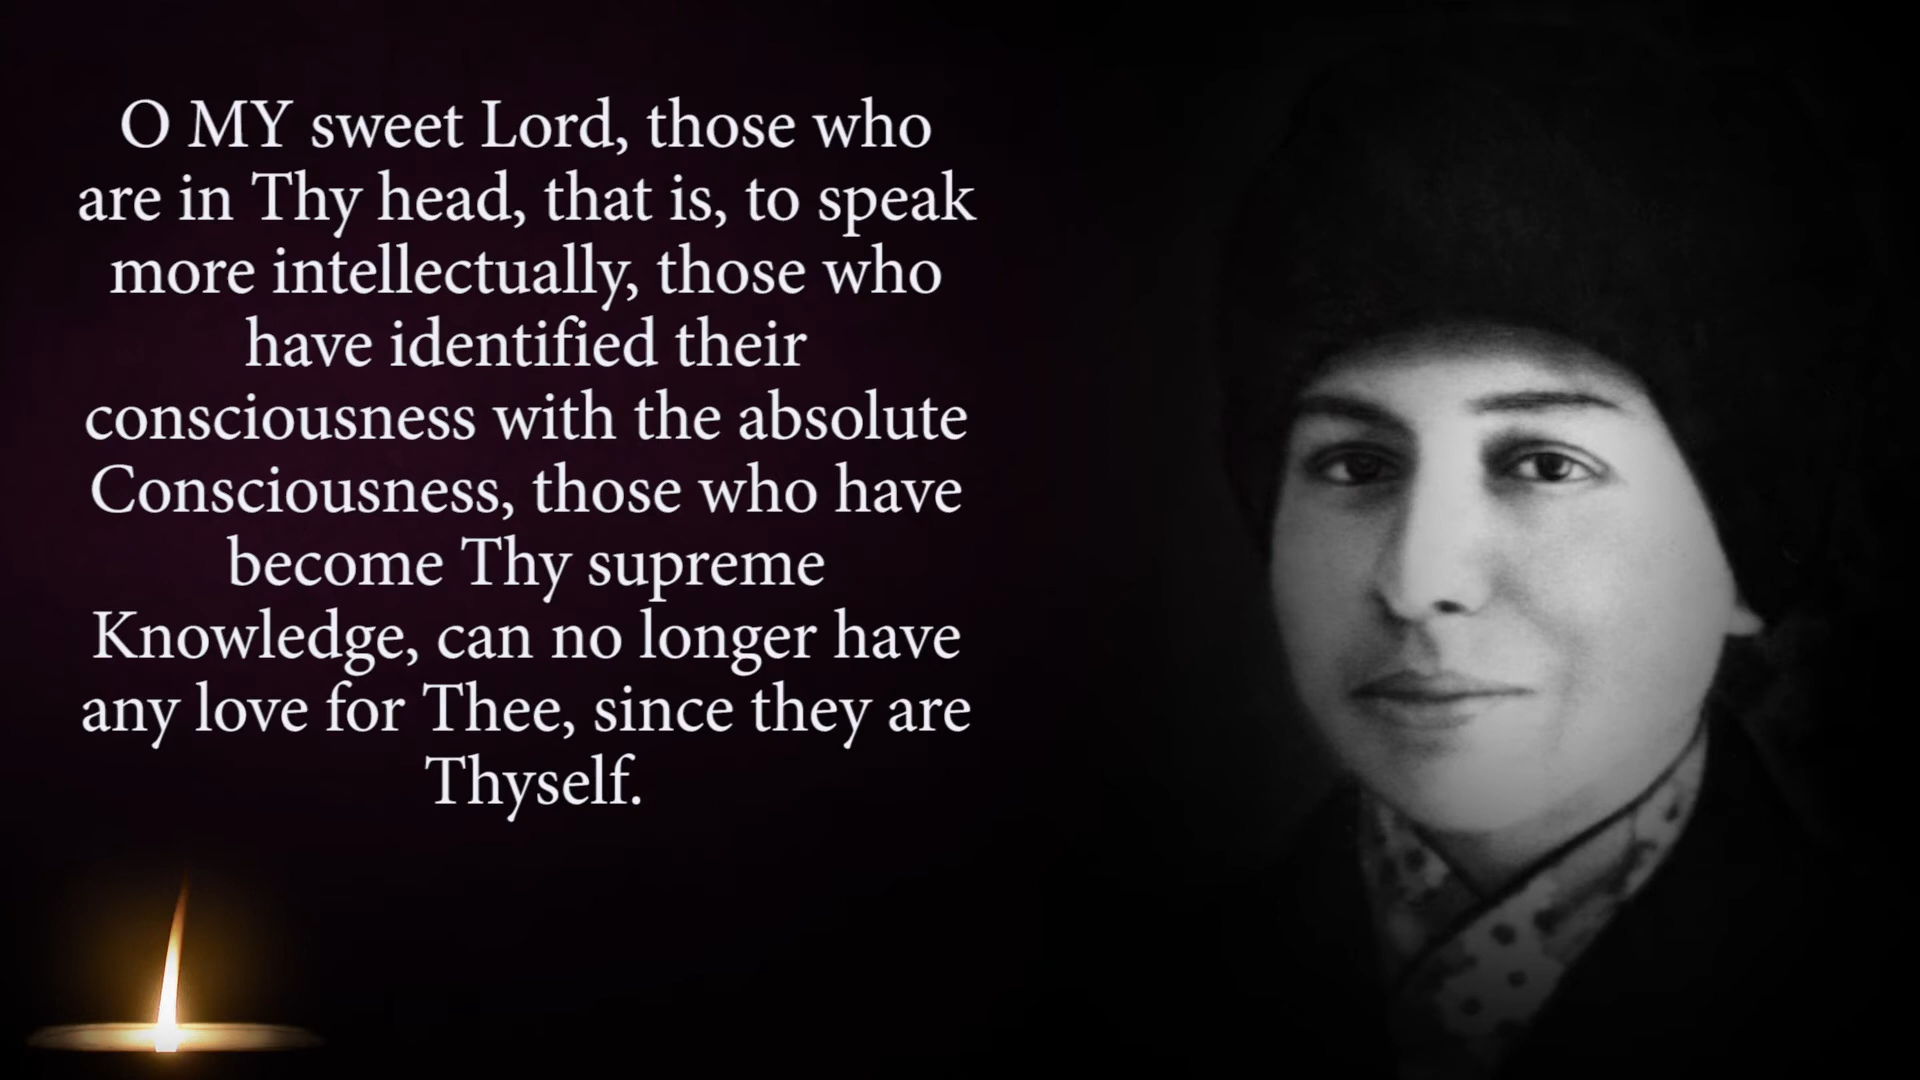 O MY sweet Lord, those who
are in Thy head, that is, to speak
more intellectually, those who
have identified their
consciousness with the absolute
Consciousness, those who have
become Thy supreme
Knowledge, can no longer have
any love for Thee, since they are
Thyself.